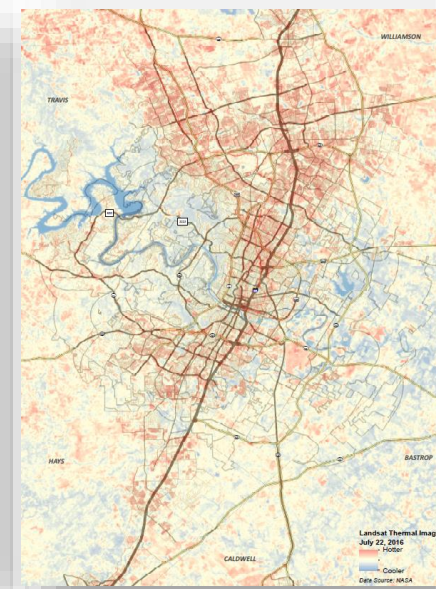 WILLIAMSON
TRAVIS
HAYS
BASTROP
CALDWELL
Landsat Thermal Imag
July 22, 2016
Hotter
Cooler
Data Source: NASA